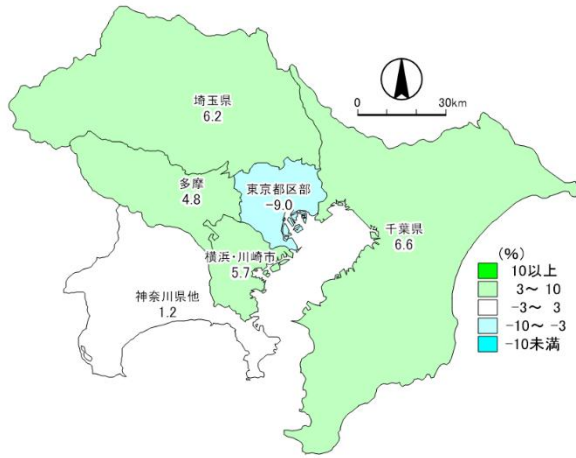 埼玉県
6.2
0 30km
多摩
4.8
東京都区部
-9.0
千葉県
6.6
横浜・川崎市
5.7
神奈川県他
1.2
(%)
10以上
3~ 10
-3~ 3
-10~ -3
-10未満